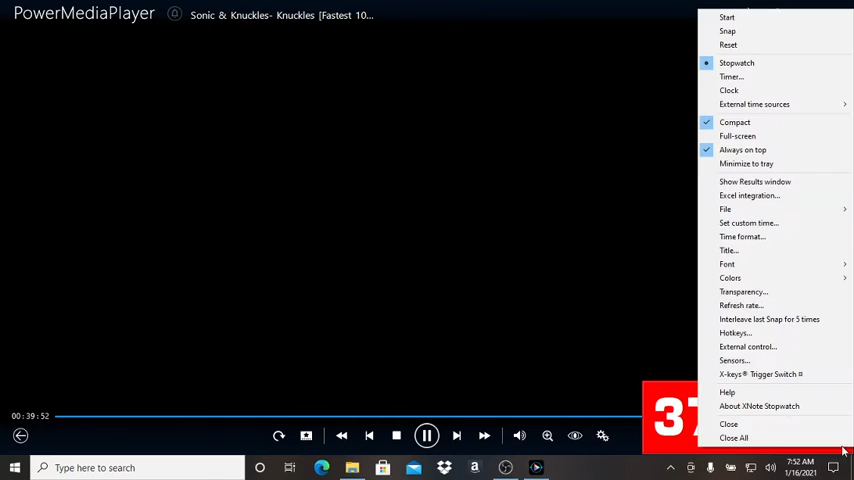 PowerMediaPlayer
Sonic & Knuckles- Knuckles [Fastest 10...
Start
Snap
Reset
Stopwatch
Timer...
Clock
External time sources
Compact
Full-screen
Always on top
Minimize to tray
Show Results window
Excel integration...
File
Set custom time...
Time format...
Title...
Font
Colors
Transparency...
Refresh rate...
Interleave last Snap for 5 times
Hotkeys...
External control...
Sensors...
X-keys® Trigger Switch ¤
Help
About XNote Stopwatch
Close
Close All
00:39:52
37
Type here to search
a
7:52 AM
1/16/2021